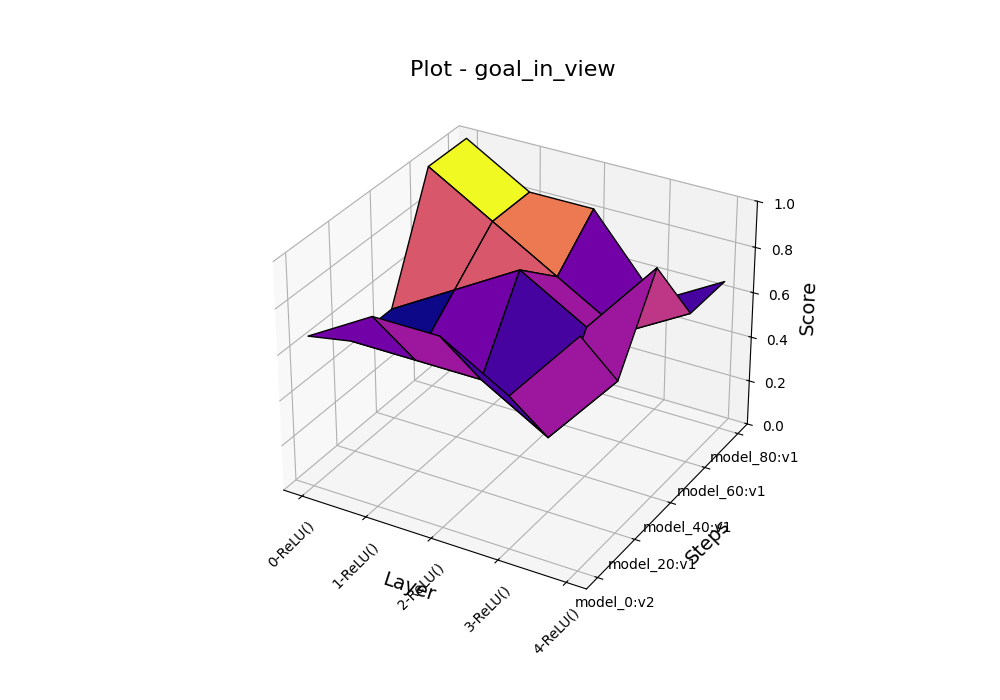 Plot - goal_in_view
1.0
0.8
0.6
0.4
0.2
0.0
Score
model_80:v1
model_60:v1
model_40:v1
model_20:v1
model_0:v2
Steps
0-ReLU()
1-ReLU()
2-ReLU()
3-ReLU()
4-ReLU()
Layer